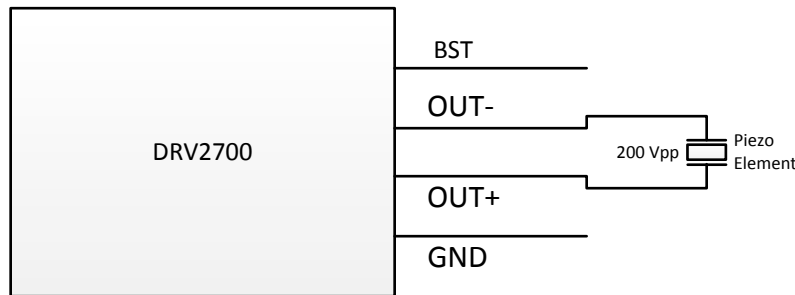 BST
OUT-
DRV2700
200 Vpp
Piezo
Element
OUT+
GND